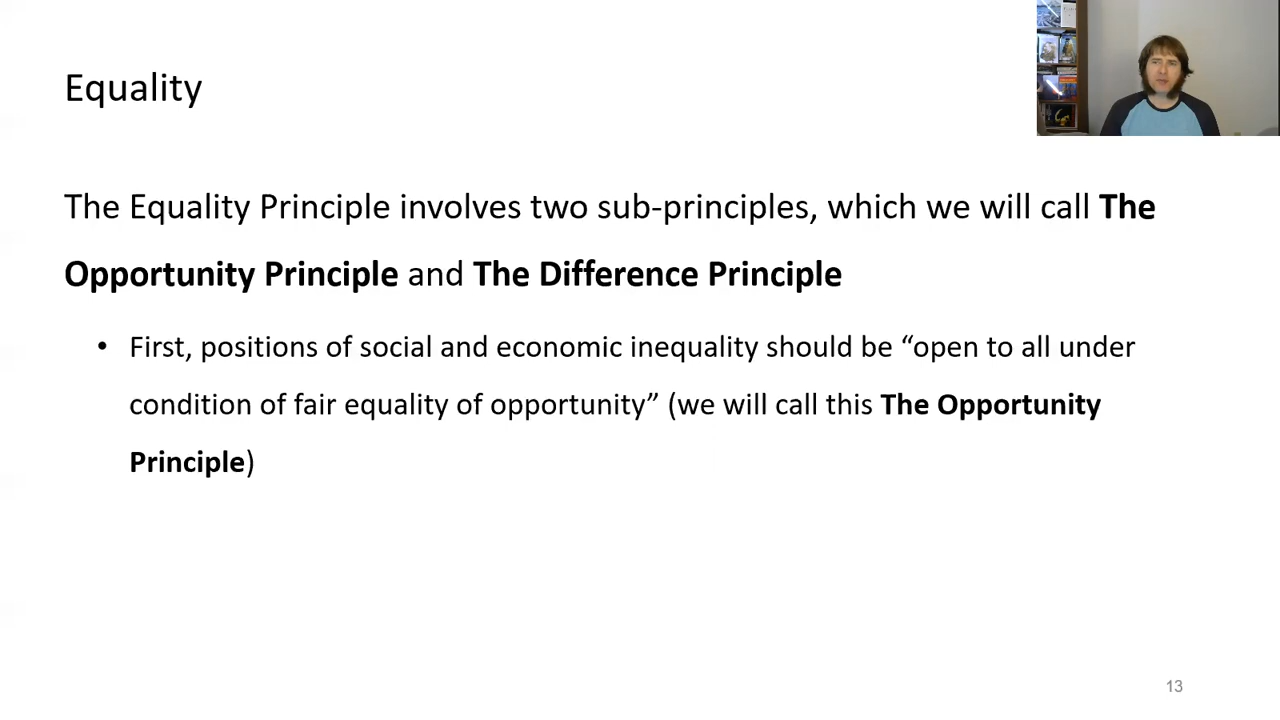 Equality
The Equality Principle involves two sub-principles, which we will call The
Opportunity Principle and The Difference Principle
• First, positions of social and economic inequality should be “open to all under
condition of fair equality of opportunity” (we will call this The Opportunity
Principle)
13